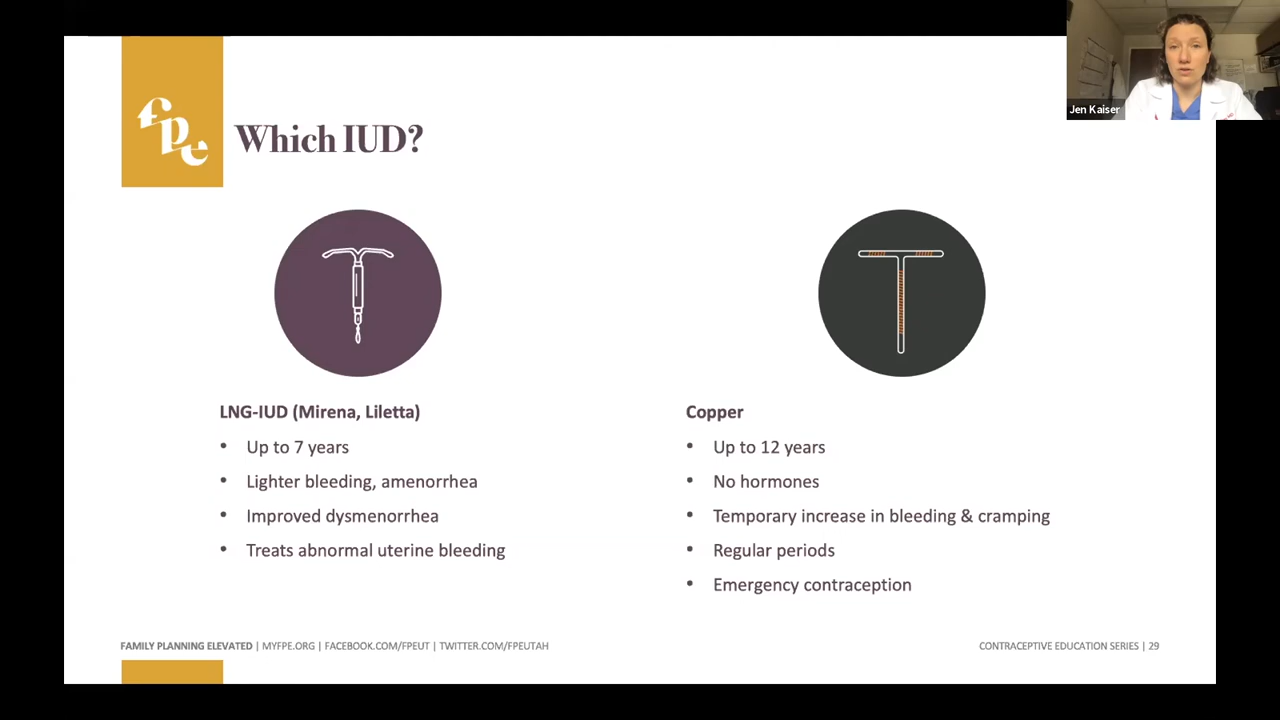 Jen Kaiser
fpe
Which IUD?
LNG-IUD (Mirena, Liletta)
• Up to 7 years
• Lighter bleeding, amenorrhea
• Improved dysmenorrhea
• Treats abnormal uterine bleeding
Copper
• Up to 12 years
• No hormones
• Temporary increase in bleeding & cramping
• Regular periods
• Emergency contraception
FAMILY PLANNING ELEVATED | MYFPE.ORG | FACEBOOK.COM/FPEUT | TWITTER.COM/FPEUTAH
CONTRACEPTIVE EDUCATION SERIES | 29